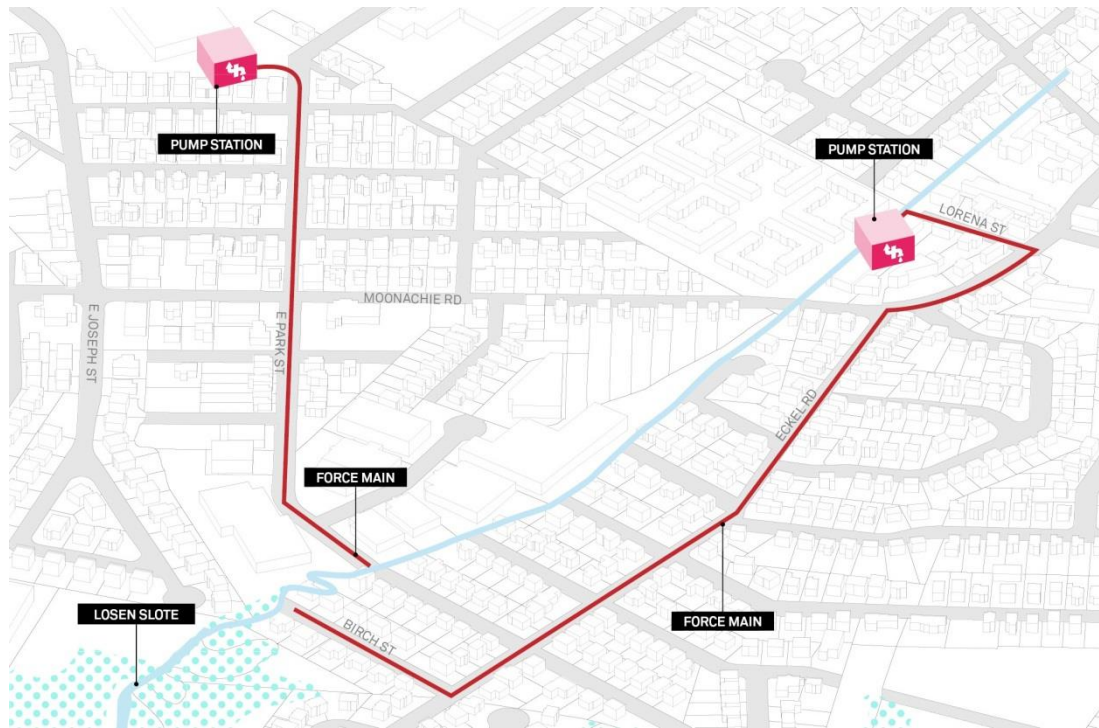 PUMP STATION
PUMP STATION
LORENA ST
MOONACHIE RD
E JOSEPH ST
E PARK ST
ECKEL RD
FORCE MAIN
LOSEN SLOTE
BIRCH ST
FORCE MAIN